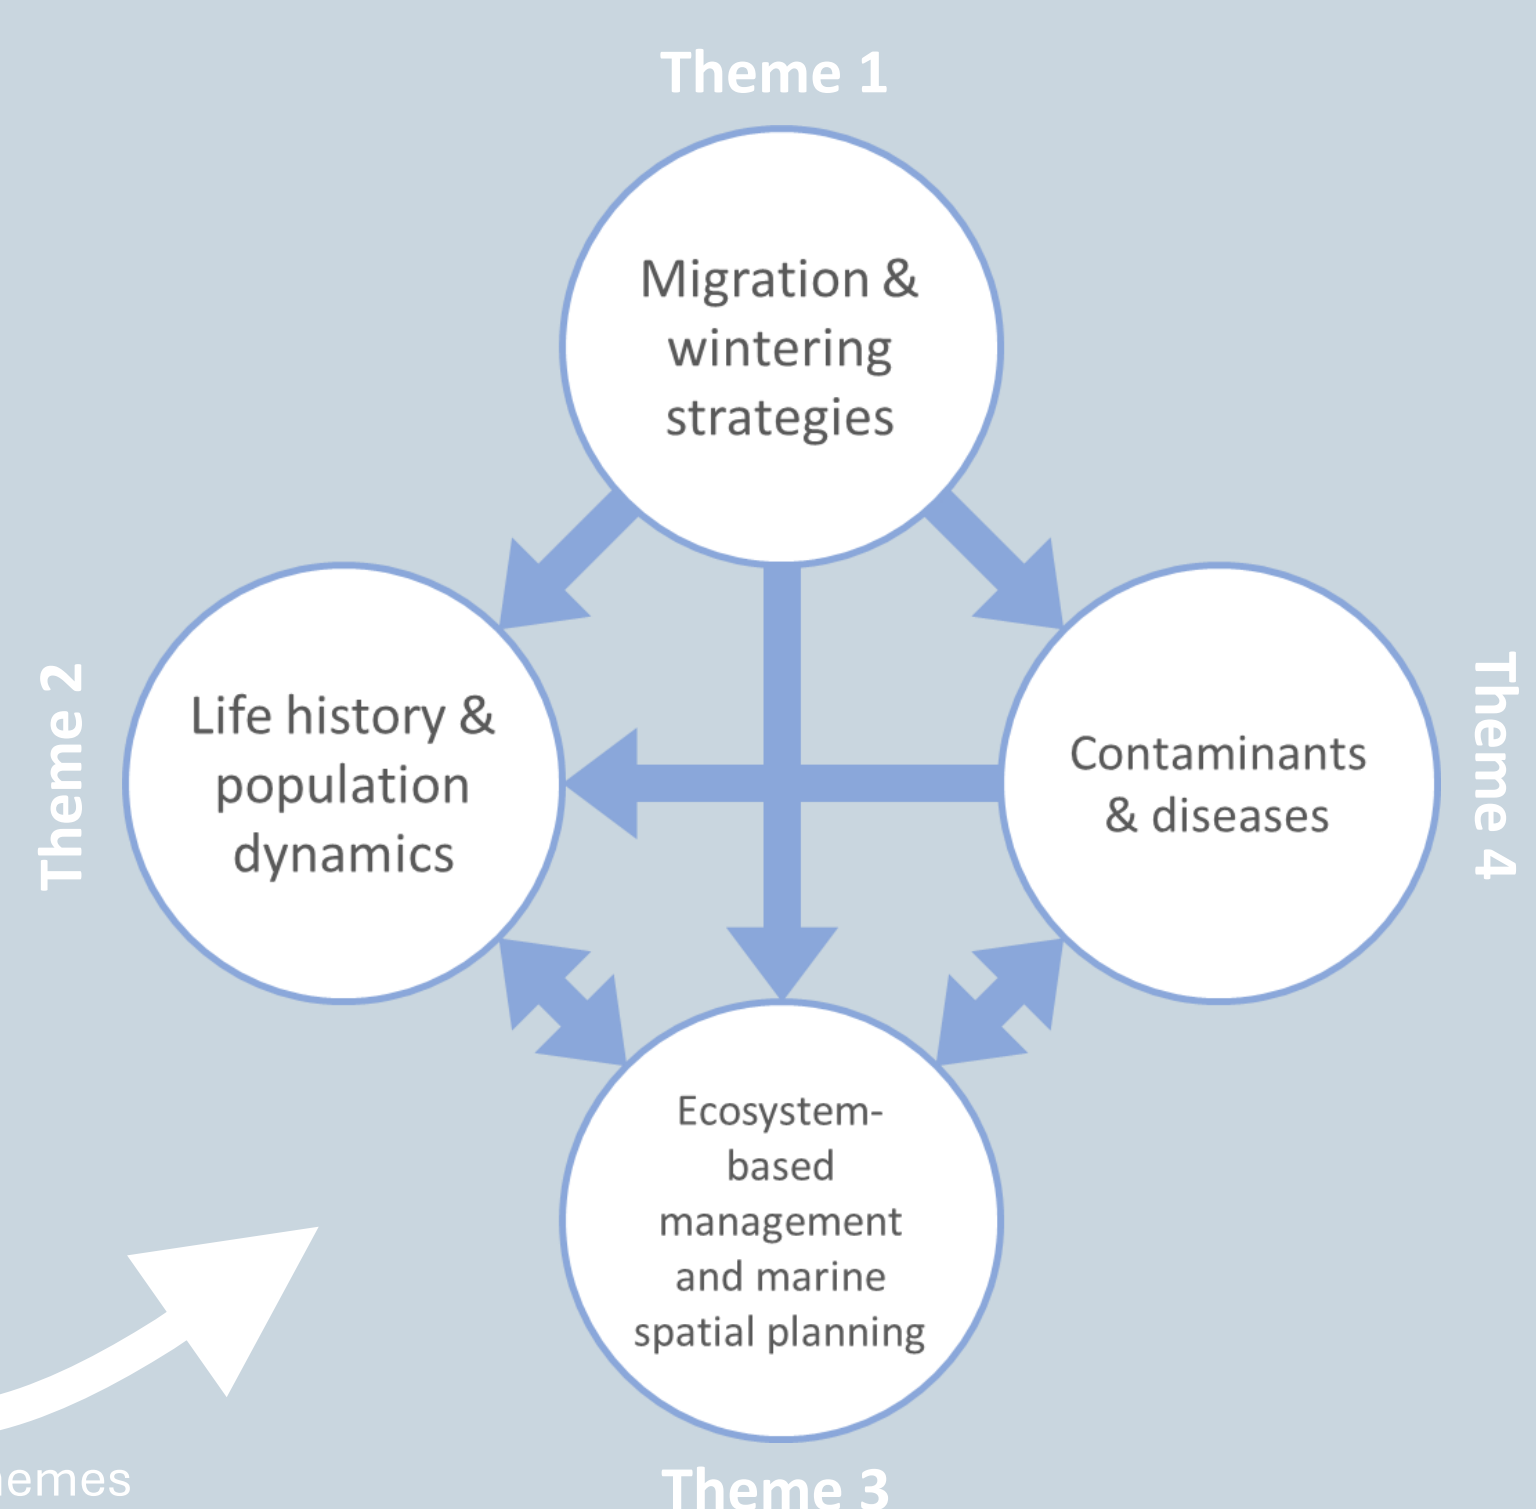 Theme 1
Migration &
wintering
strategies
Theme 2
Life history &
population
dynamics
Contaminants
& diseases
Theme 4
Ecosystem-
based
management
and marine
spatial planning
Theme 3